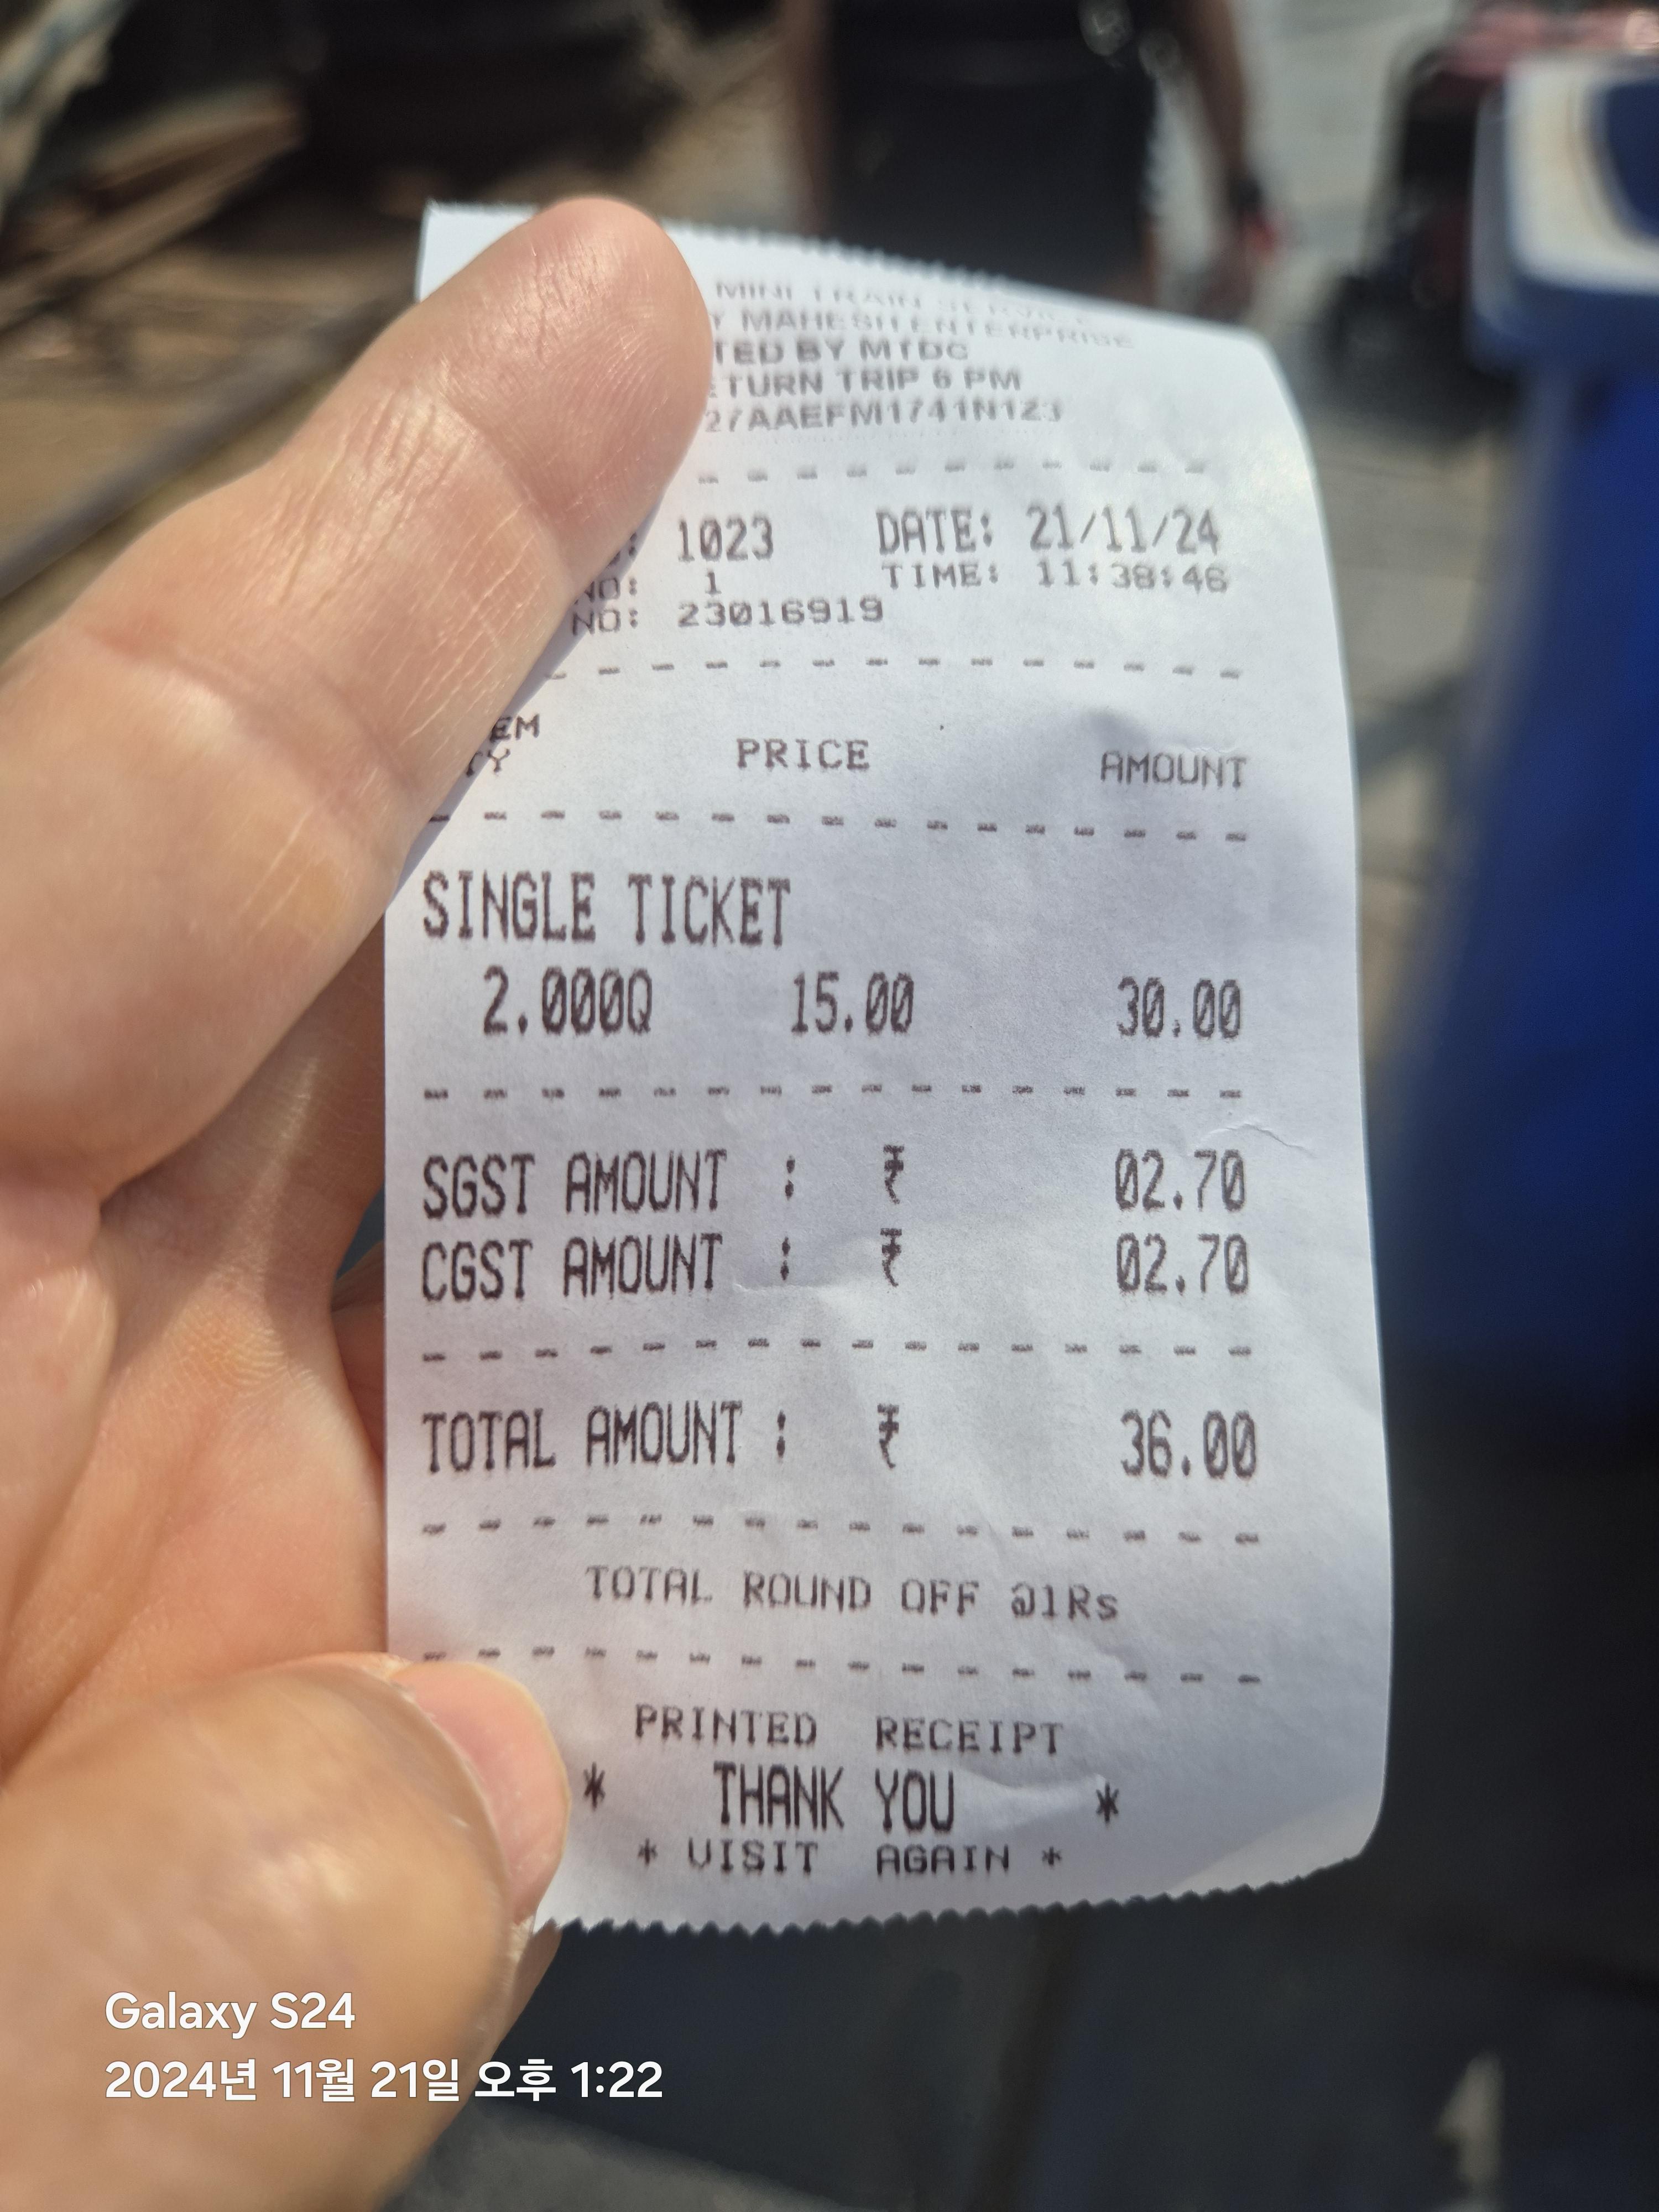 MINI TRAIN SERVICE
Y MAHESH ENTERPRISE
TED BY MTDC
ETURN TRIP 6 PM
27AAEFM1741N1Z3
: 1023 DATE: 21/11/24
NO: 1 TIME: 11:38:46
NO: 23016919
EM
TY PRICE AMOUNT
SINGLE TICKET
2.000Q 15.00 30.00
SGST AMOUNT : ₹ 02.70
CGST AMOUNT : ₹ 02.70
TOTAL AMOUNT : ₹ 36.00
TOTAL ROUND OFF @1Rs
PRINTED RECEIPT
* THANK YOU *
* VISIT AGAIN *
Galaxy S24
2024년 11월 21일 오후 1:22